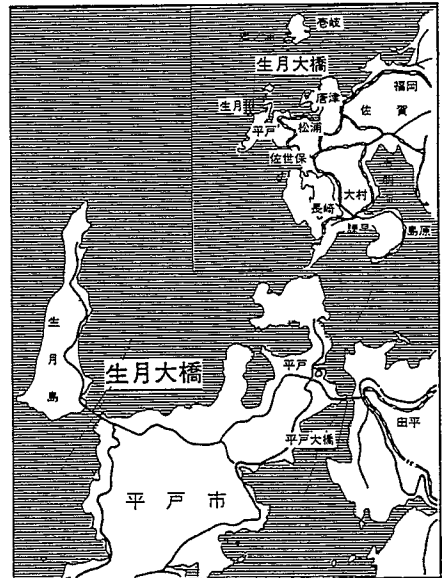 壱岐
生月大橋
福岡
唐津
佐賀
生月
平戸
松浦
佐世保
大村
長崎
諫早
島原
生月島
生月大橋
平戸
平戸大橋
田平
平戸市